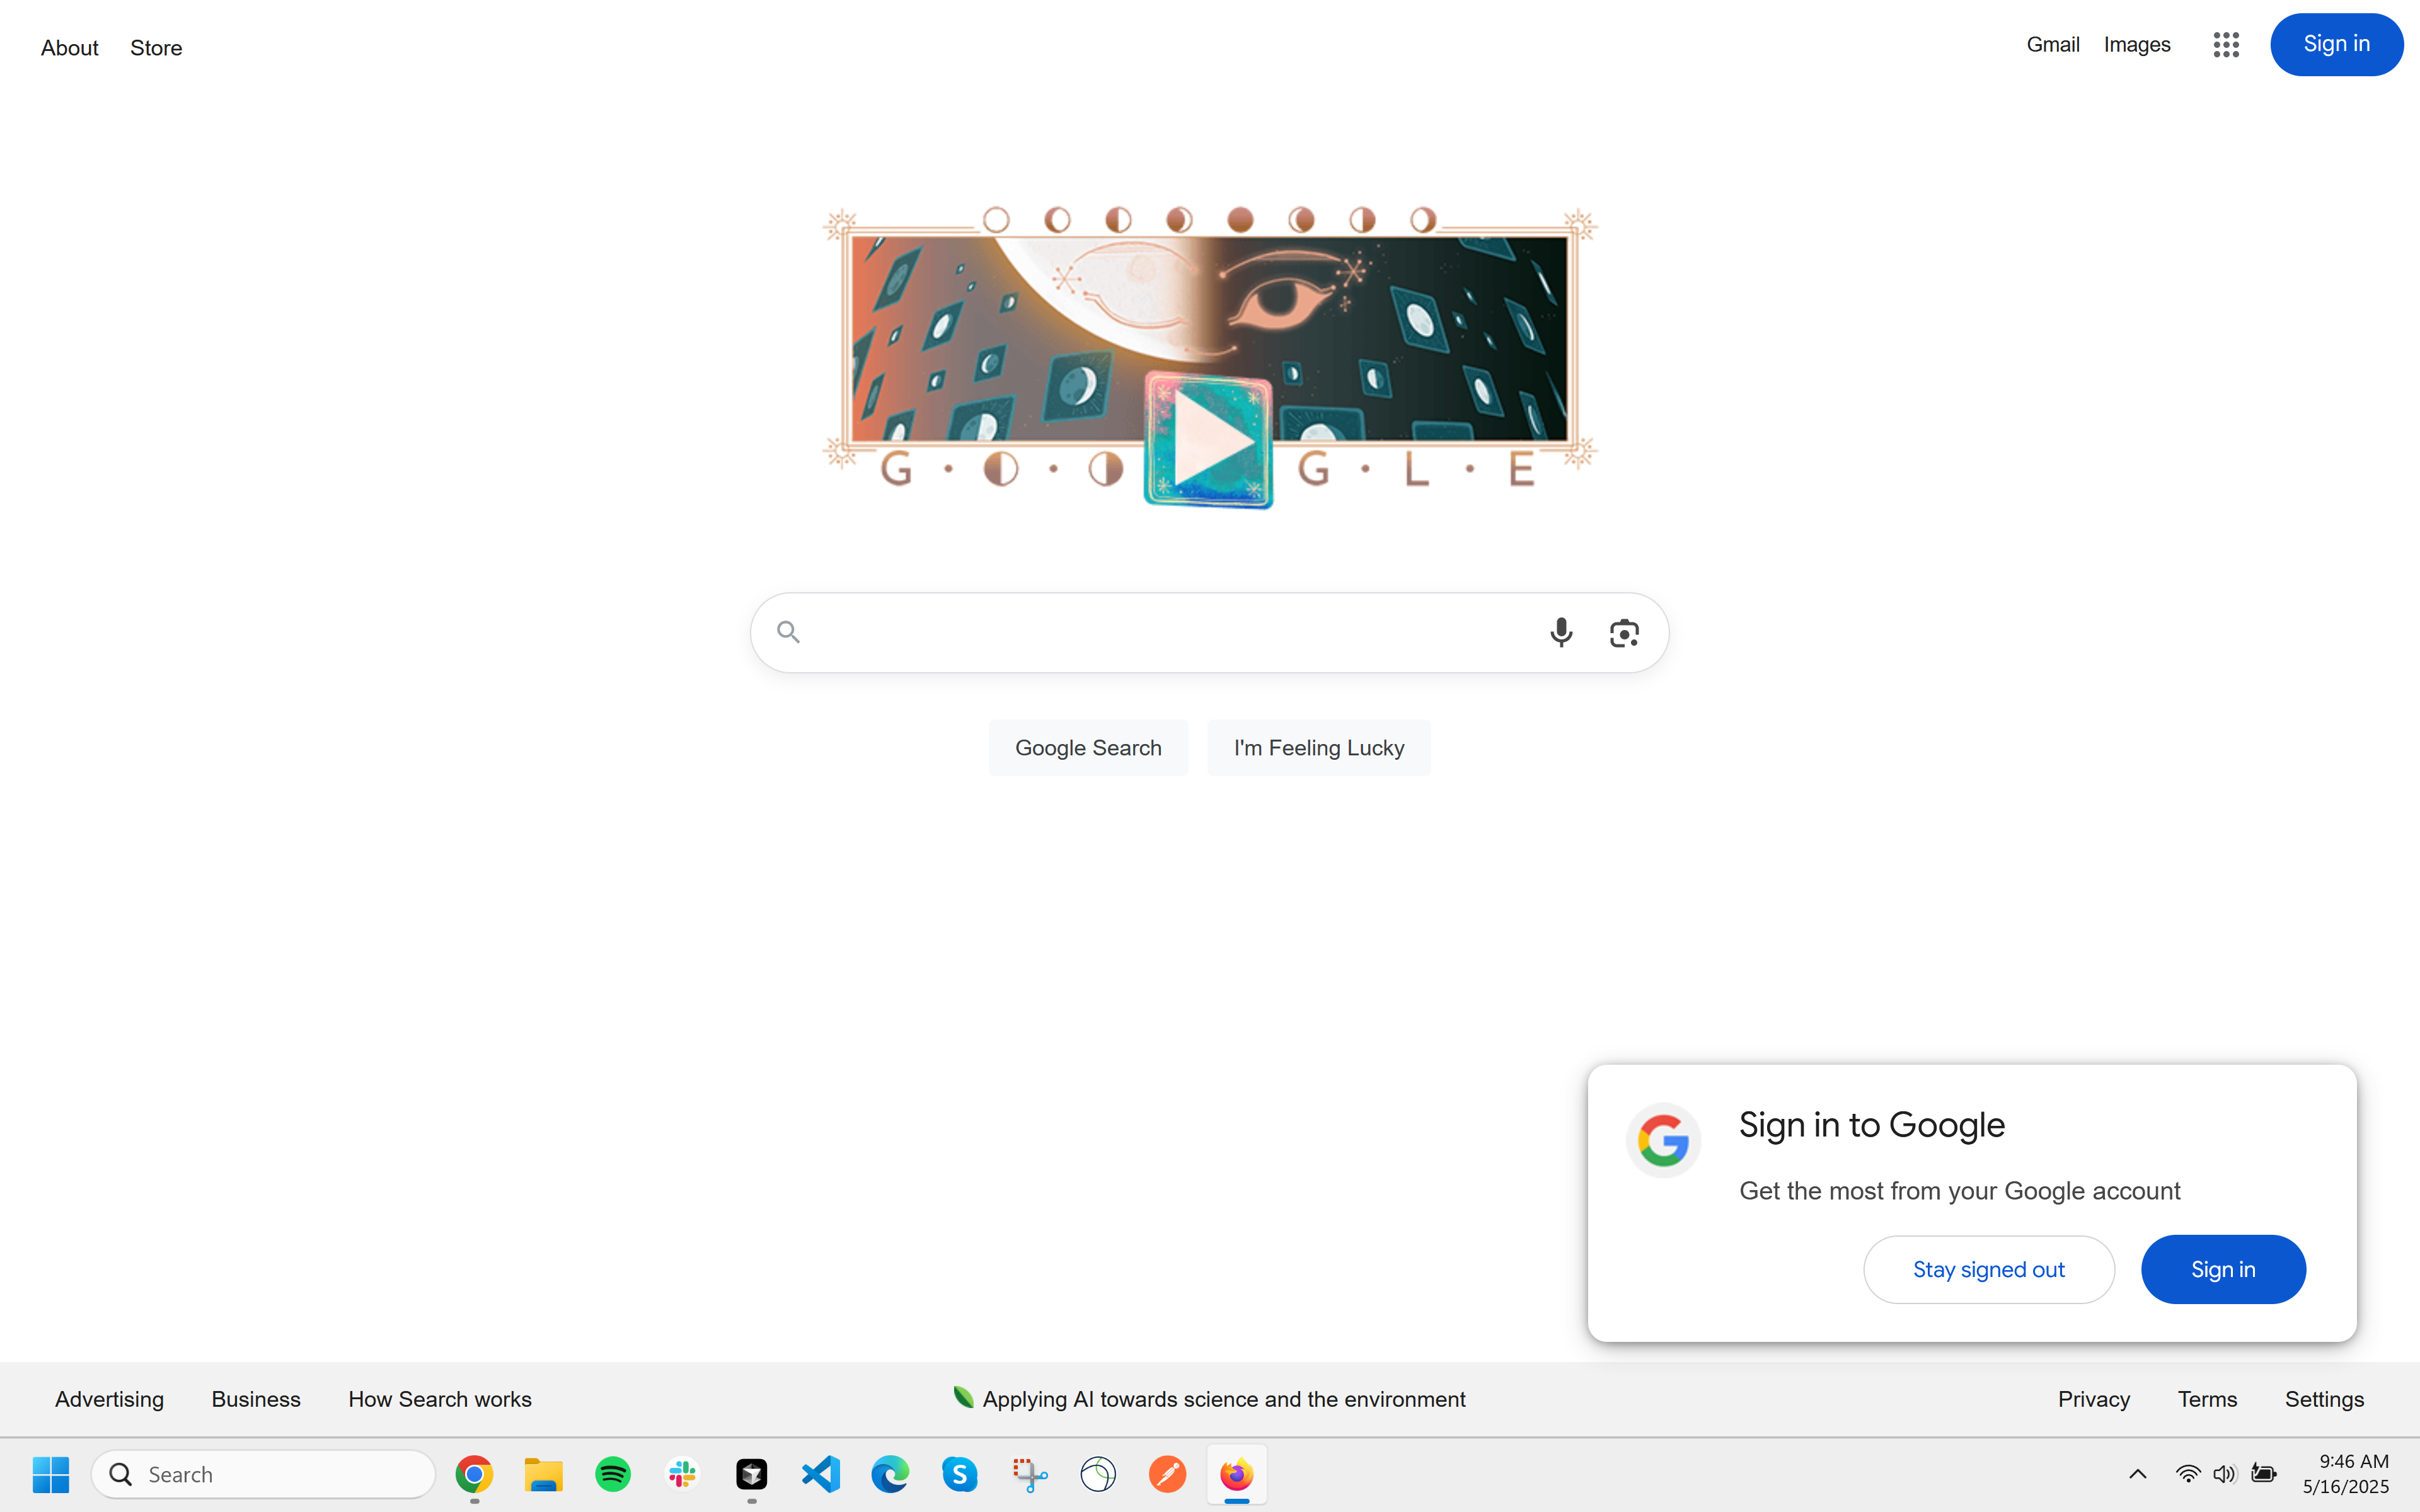 About Store
Gmail Images Sign in
G · · G · L · E
Google Search I'm Feeling Lucky
Sign in to Google
Get the most from your Google account
Stay signed out Sign in
Advertising Business How Search works
Applying AI towards science and the environment
Privacy Terms Settings
Search
9:46 AM
5/16/2025